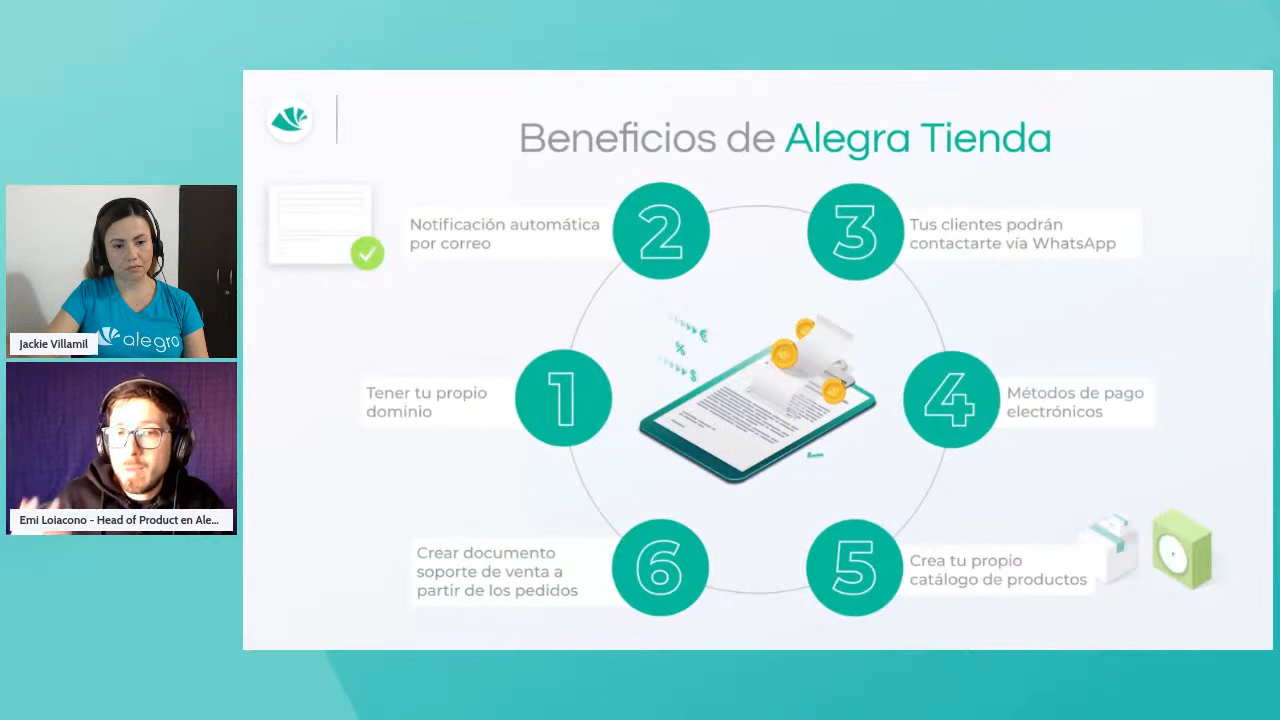 Beneficios de Alegra Tienda
Notificación automática
por correo
2
3
Tus clientes podrán
contactarte vía WhatsApp
alegra
Jackie Villamil
Tener tu propio
dominio
1
€
%
$
4
Métodos de pago
electrónicos
Emi Loiacono - Head of Product en Ale...
Crear documento
soporte de venta a
partir de los pedidos
6
5
Crea tu propio
catálogo de productos